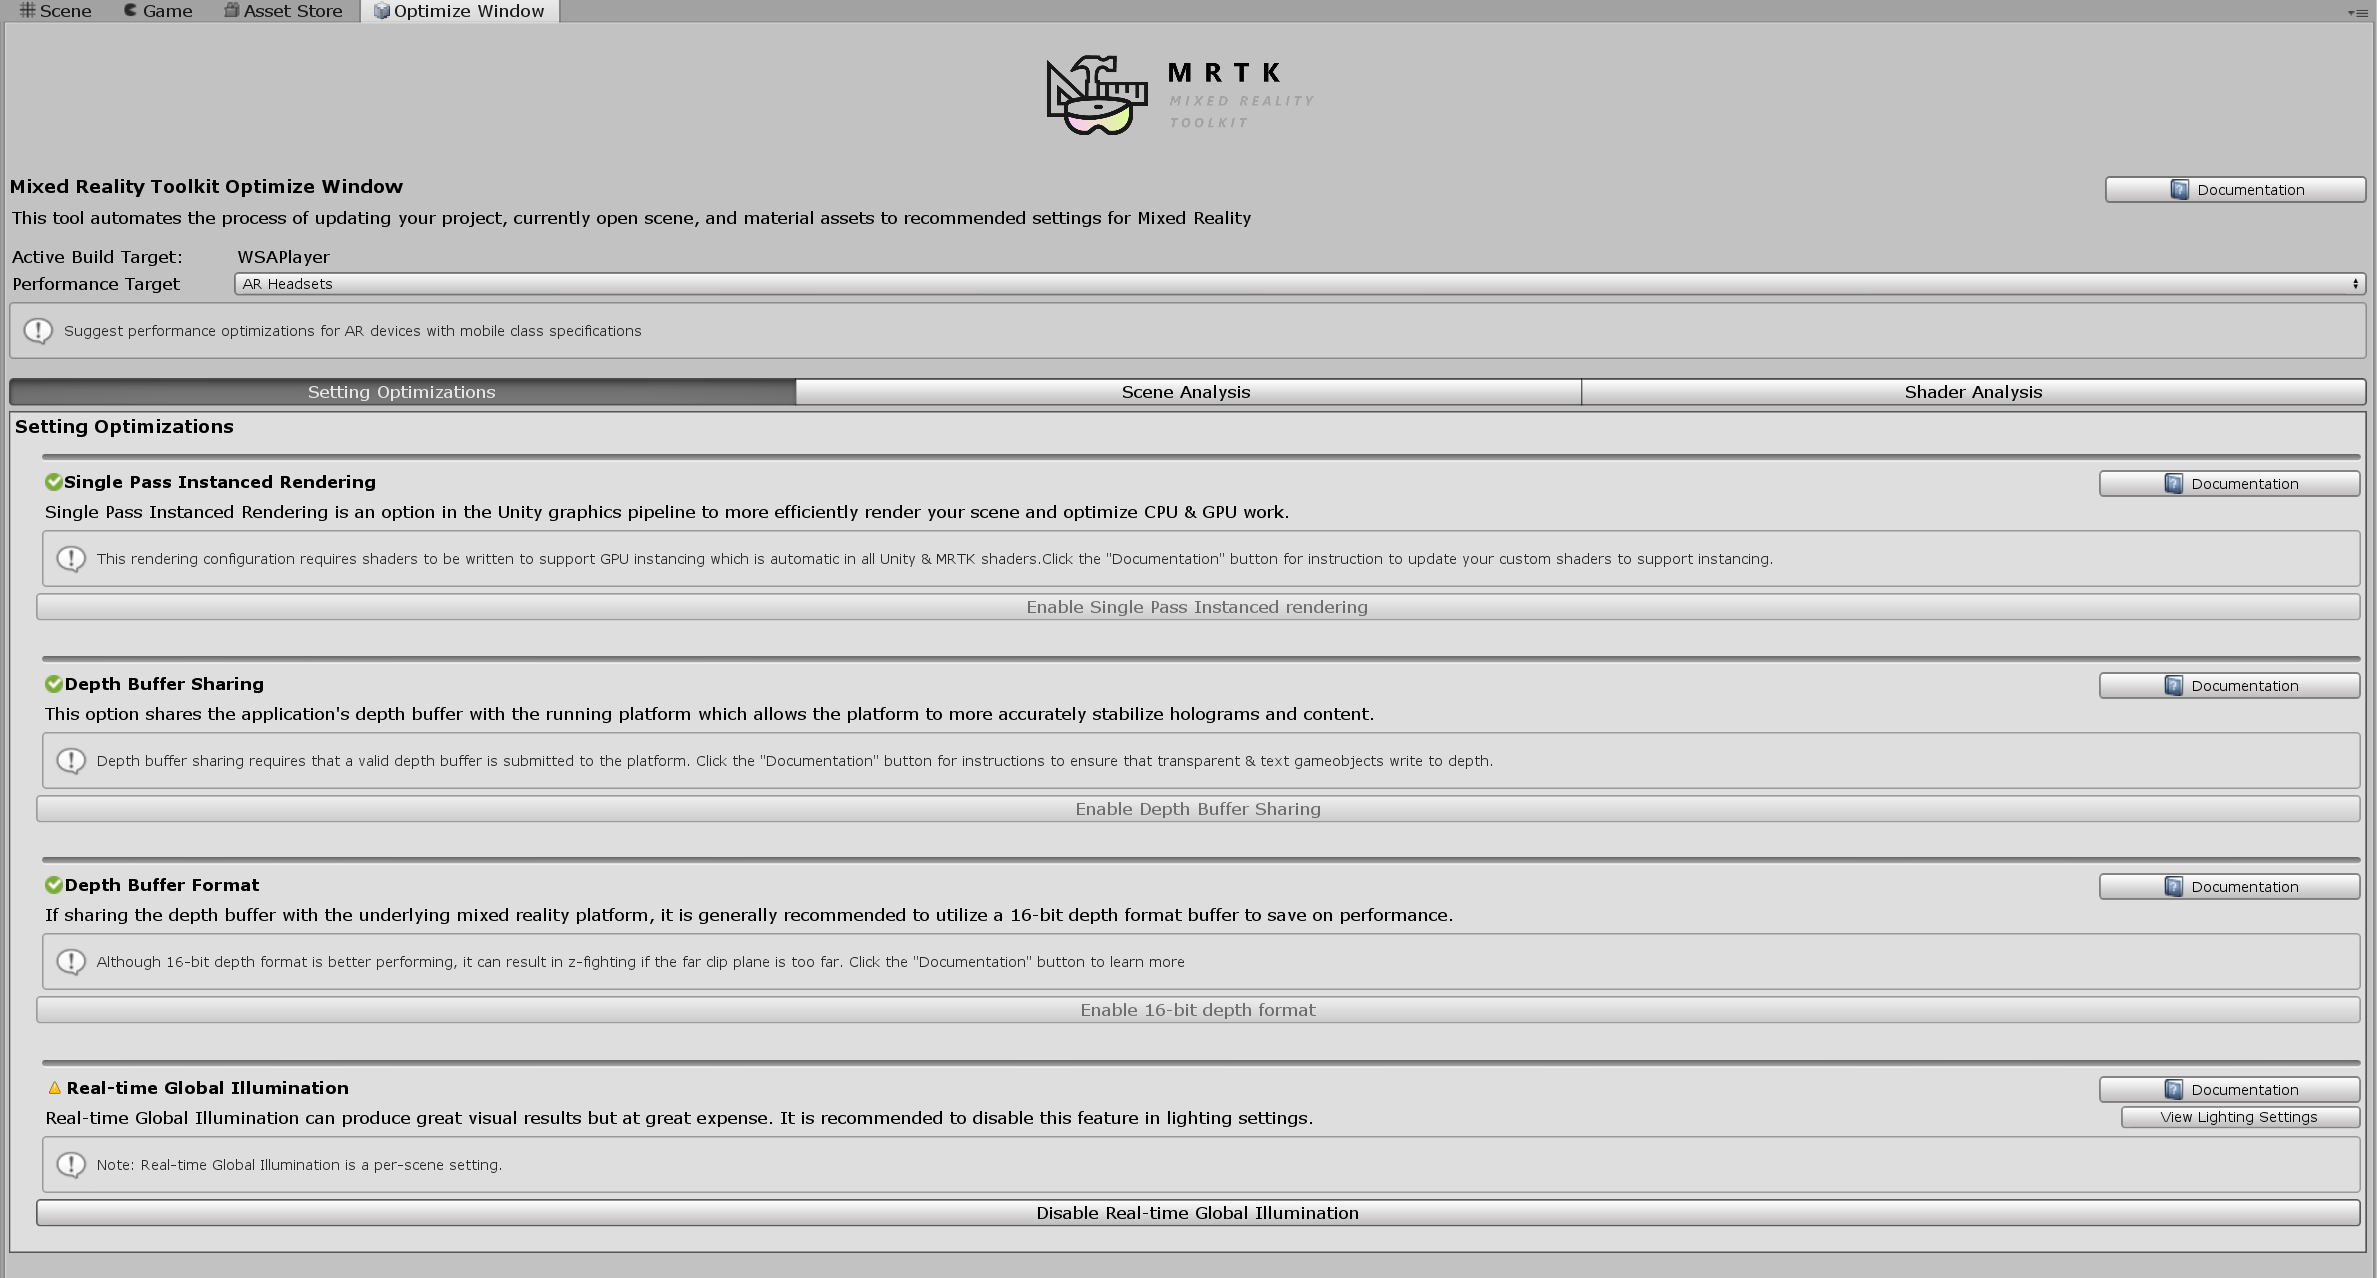 Scene
Game
Asset Store
Optimize Window
MRTK
MIXED REALITY
TOOLKIT
Mixed Reality Toolkit Optimize Window
Documentation
This tool automates the process of updating your project, currently open scene, and material assets to recommended settings for Mixed Reality
Active Build Target: WSAPlayer
Performance Target AR Headsets
Suggest performance optimizations for AR devices with mobile class specifications
Setting Optimizations
Scene Analysis
Shader Analysis
Setting Optimizations
Single Pass Instanced Rendering
Documentation
Single Pass Instanced Rendering is an option in the Unity graphics pipeline to more efficiently render your scene and optimize CPU & GPU work.
This rendering configuration requires shaders to be written to support GPU instancing which is automatic in all Unity & MRTK shaders.Click the "Documentation" button for instruction to update your custom shaders to support instancing.
Enable Single Pass Instanced rendering
Depth Buffer Sharing
Documentation
This option shares the application's depth buffer with the running platform which allows the platform to more accurately stabilize holograms and content.
Depth buffer sharing requires that a valid depth buffer is submitted to the platform. Click the "Documentation" button for instructions to ensure that transparent & text gameobjects write to depth.
Enable Depth Buffer Sharing
Depth Buffer Format
Documentation
If sharing the depth buffer with the underlying mixed reality platform, it is generally recommended to utilize a 16-bit depth format buffer to save on performance.
Although 16-bit depth format is better performing, it can result in z-fighting if the far clip plane is too far. Click the "Documentation" button to learn more
Enable 16-bit depth format
Real-time Global Illumination
Documentation
Real-time Global Illumination can produce great visual results but at great expense. It is recommended to disable this feature in lighting settings.
View Lighting Settings
Note: Real-time Global Illumination is a per-scene setting.
Disable Real-time Global Illumination